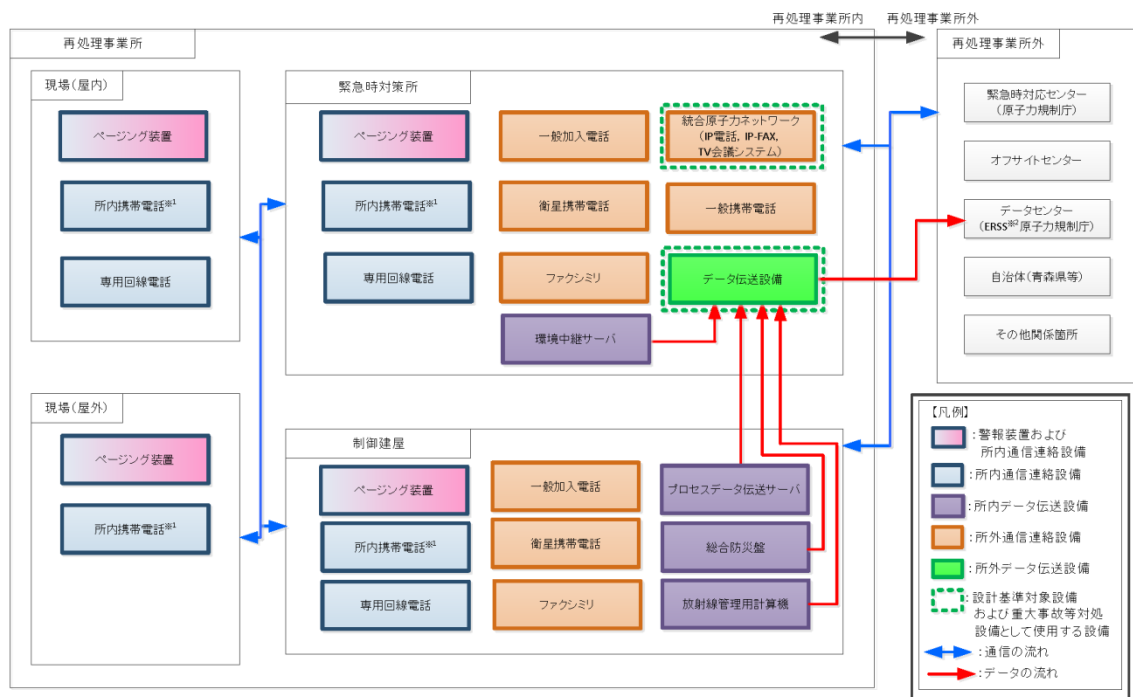 再処理事業所内
再処理事業所外
再処理事業所
現場(屋内)
ページング装置
所内携帯電話※1
専用回線電話
現場(屋外)
ページング装置
所内携帯電話※1
緊急時対策所
ページング装置
一般加入電話
統合原子力ネットワーク
(IP電話, IP-FAX,
TV会議システム)
所内携帯電話※1
衛星携帯電話
一般携帯電話
専用回線電話
ファクシミリ
データ伝送設備
環境中継サーバ
制御建屋
ページング装置
一般加入電話
プロセスデータ伝送サーバ
所内携帯電話※1
衛星携帯電話
総合防災盤
専用回線電話
ファクシミリ
放射線管理用計算機
再処理事業所外
緊急時対応センター
(原子力規制庁)
オフサイトセンター
データセンター
(ERSS※2原子力規制庁)
自治体(青森県等)
その他関係箇所
【凡例】
:警報装置および
所内通信連絡設備
:所内通信連絡設備
:所内データ伝送設備
:所外通信連絡設備
:所外データ伝送設備
:設計基準対象設備
および重大事故等対処
設備として使用する設備
:通信の流れ
:データの流れ